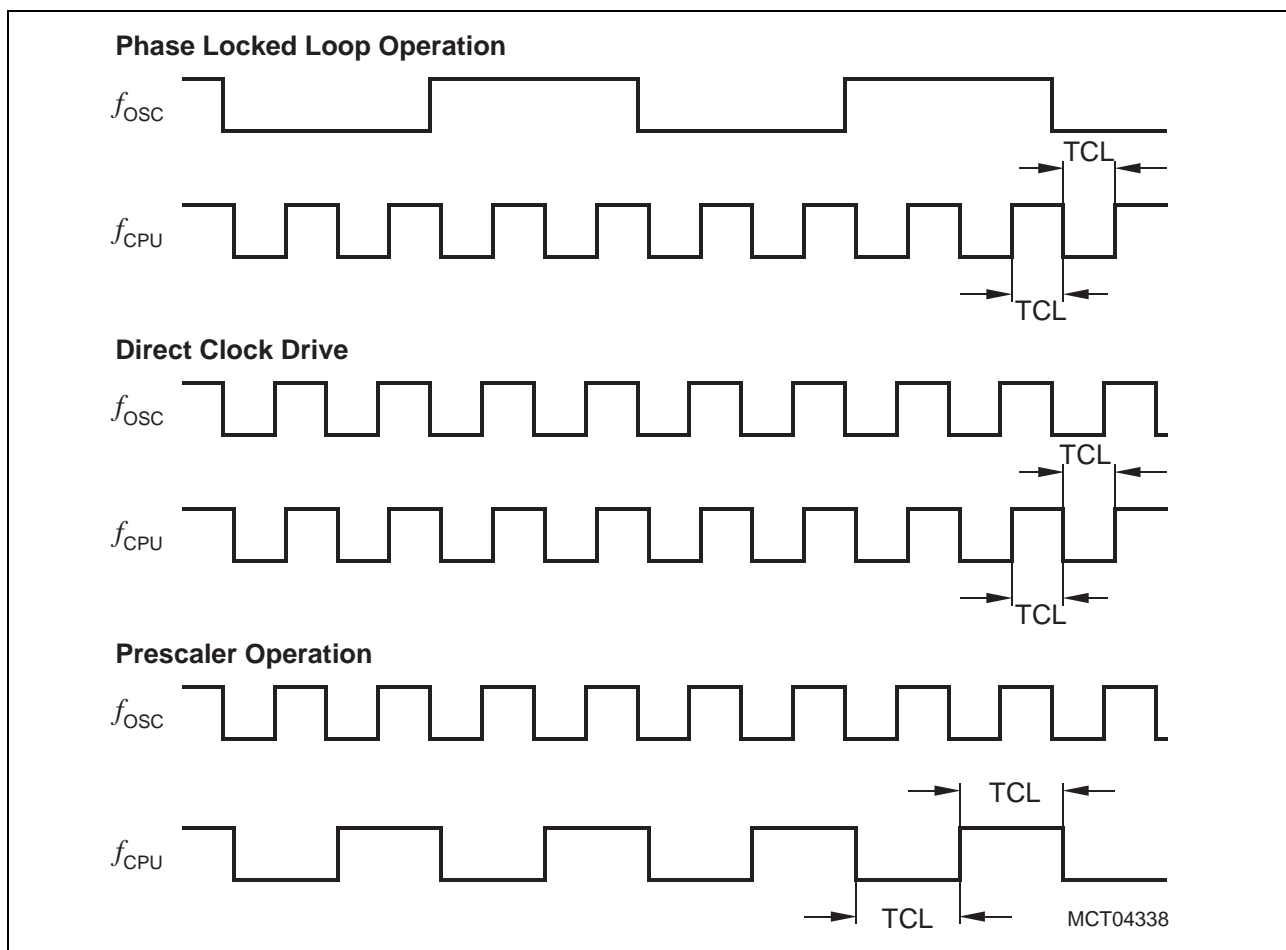 Phase Locked Loop Operation
fOSC
TCL
fCPU
TCL
Direct Clock Drive
fOSC
TCL
fCPU
TCL
Prescaler Operation
fOSC
TCL
fCPU
TCL
MCT04338